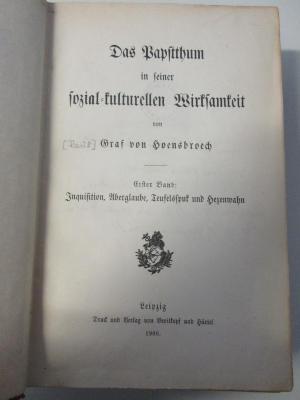 Das Papstthum
in seiner
sozial-kulturellen Wirksamkeit
von
[Paul] Graf von Hoensbroech
Erster Band:
Inquisition, Aberglaube, Teufelsspuk und Hexenwahn
Leipzig
Druck und Verlag von Breitkopf und Härtel
1900.